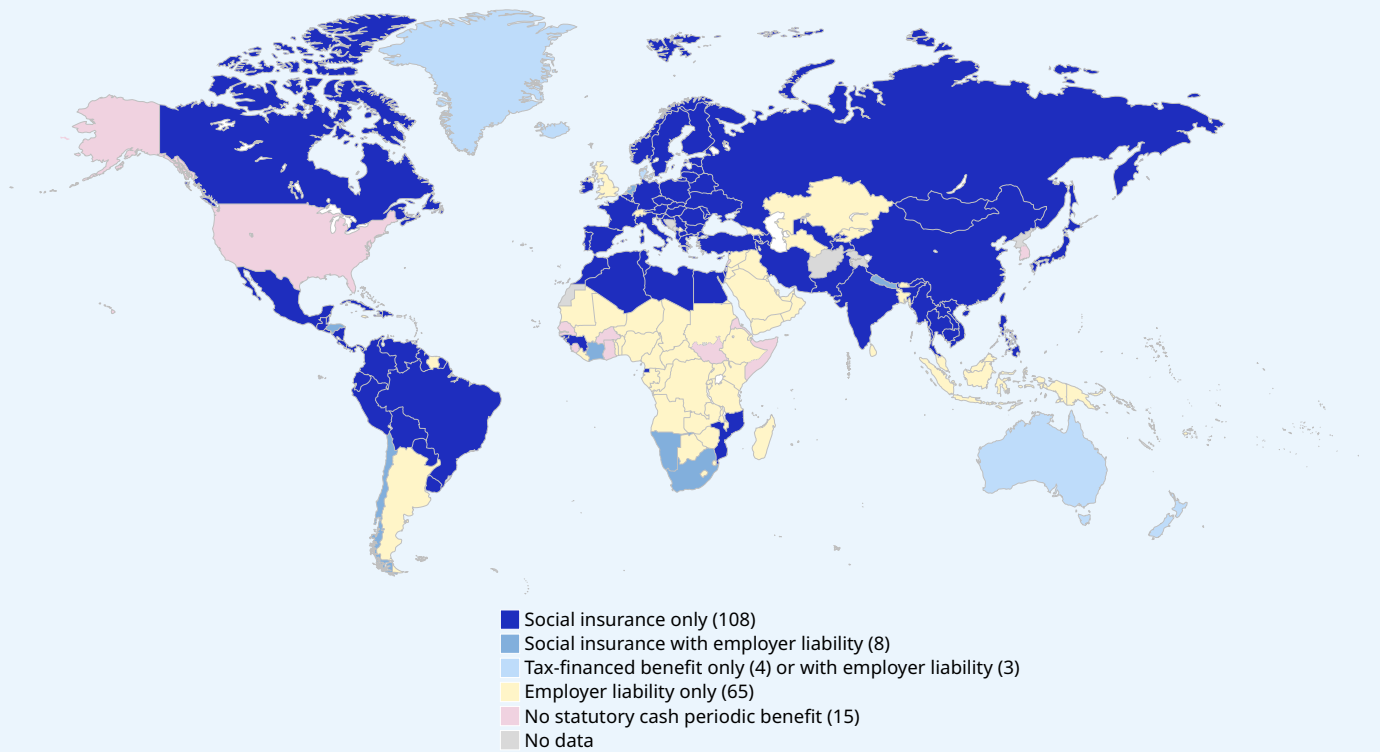 Social insurance only (108)
Social insurance with employer liability (8)
Tax-financed benefit only (4) or with employer liability (3)
Employer liability only (65)
No statutory cash periodic benefit (15)
No data